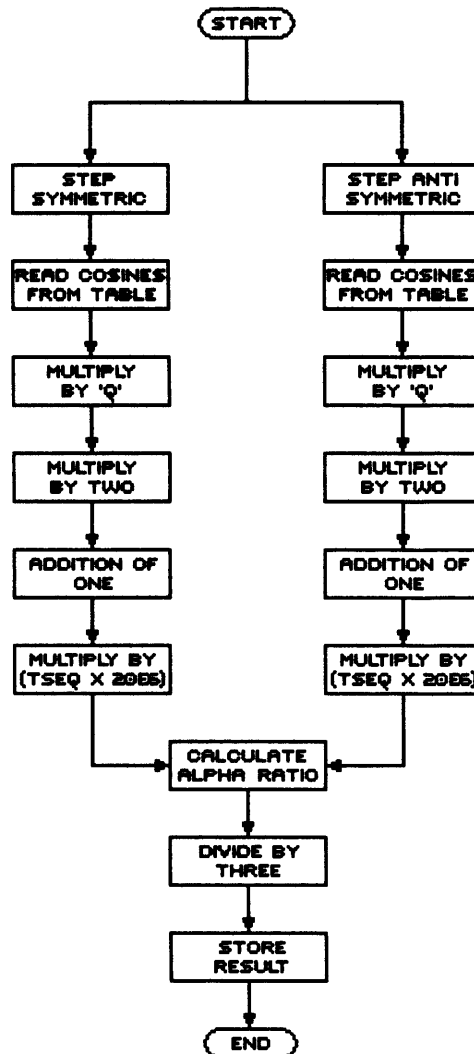 START
STEP
SYMMETRIC
READ COSINES
FROM TABLE
MULTIPLY
BY 'Q'
MULTIPLY
BY TWO
ADDITION OF
ONE
MULTIPLY BY
(TSEQ X 20E6)
STEP ANTI
SYMMETRIC
READ COSINES
FROM TABLE
MULTIPLY
BY 'Q'
MULTIPLY
BY TWO
ADDITION OF
ONE
MULTIPLY BY
(TSEQ X 20E6)
CALCULATE
ALPHA RATIO
DIVIDE BY
THREE
STORE
RESULT
END